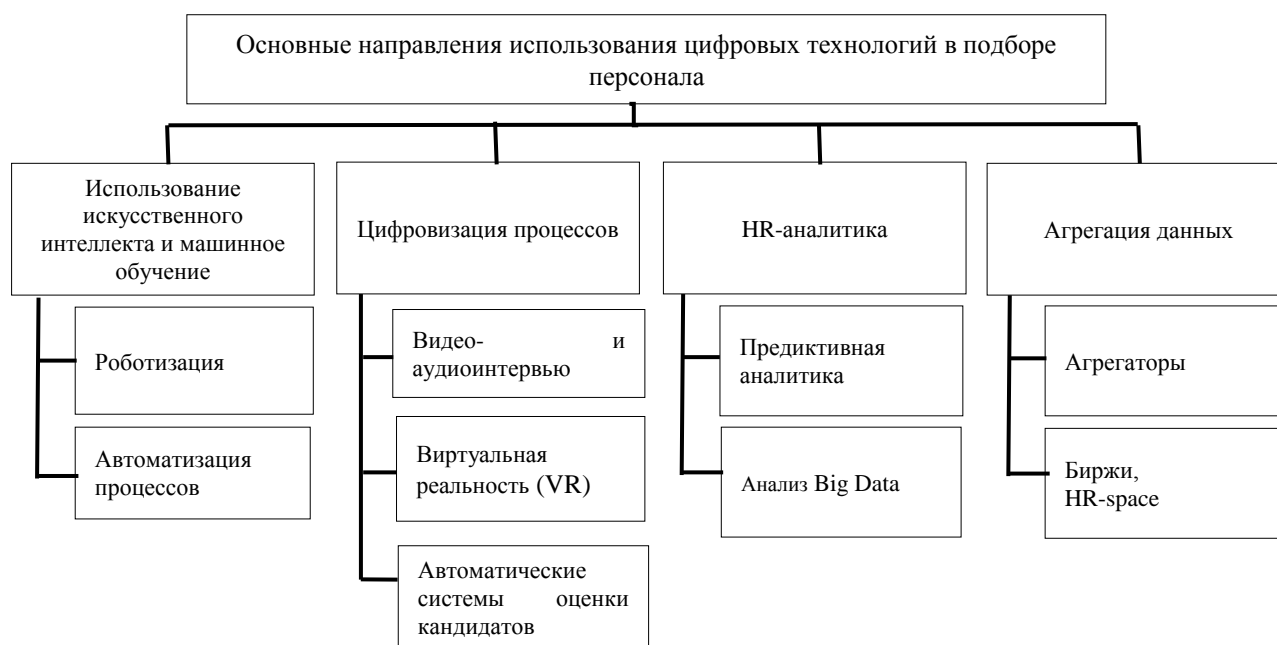 Основные направления использования цифровых технологий в подборе
персонала
Использование
искусственного
интеллекта и машинное
обучение
Роботизация
Автоматизация
процессов
Цифровизация процессов
Видео- и
аудиоинтервью
Виртуальная
реальность (VR)
Автоматические
системы оценки
кандидатов
HR-аналитика
Предиктивная
аналитика
Анализ Big Data
Агрегация данных
Агрегаторы
Биржи,
HR-space